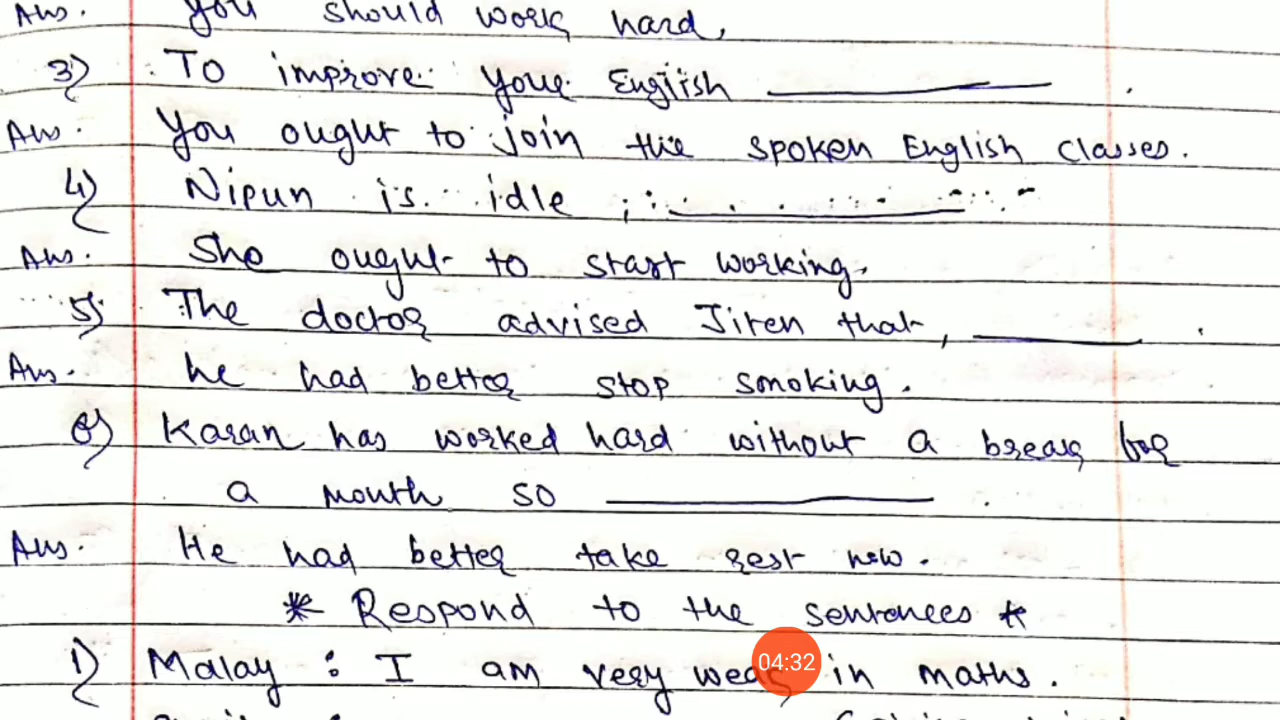 Ans. You should work hard.
3) To improve your English ________ .
Ans. You ought to join the spoken English classes.
4) Nipun is idle ; ________
Ans. She ought to start working.
5) The doctor advised Jiten that, ________ .
Ans. he had better stop smoking.
6) Karan has worked hard without a break for
a month so ________ .
Ans. He had better take rest now.
* Respond to the sentences *
1) Malay : I am very weak in maths.
04:32